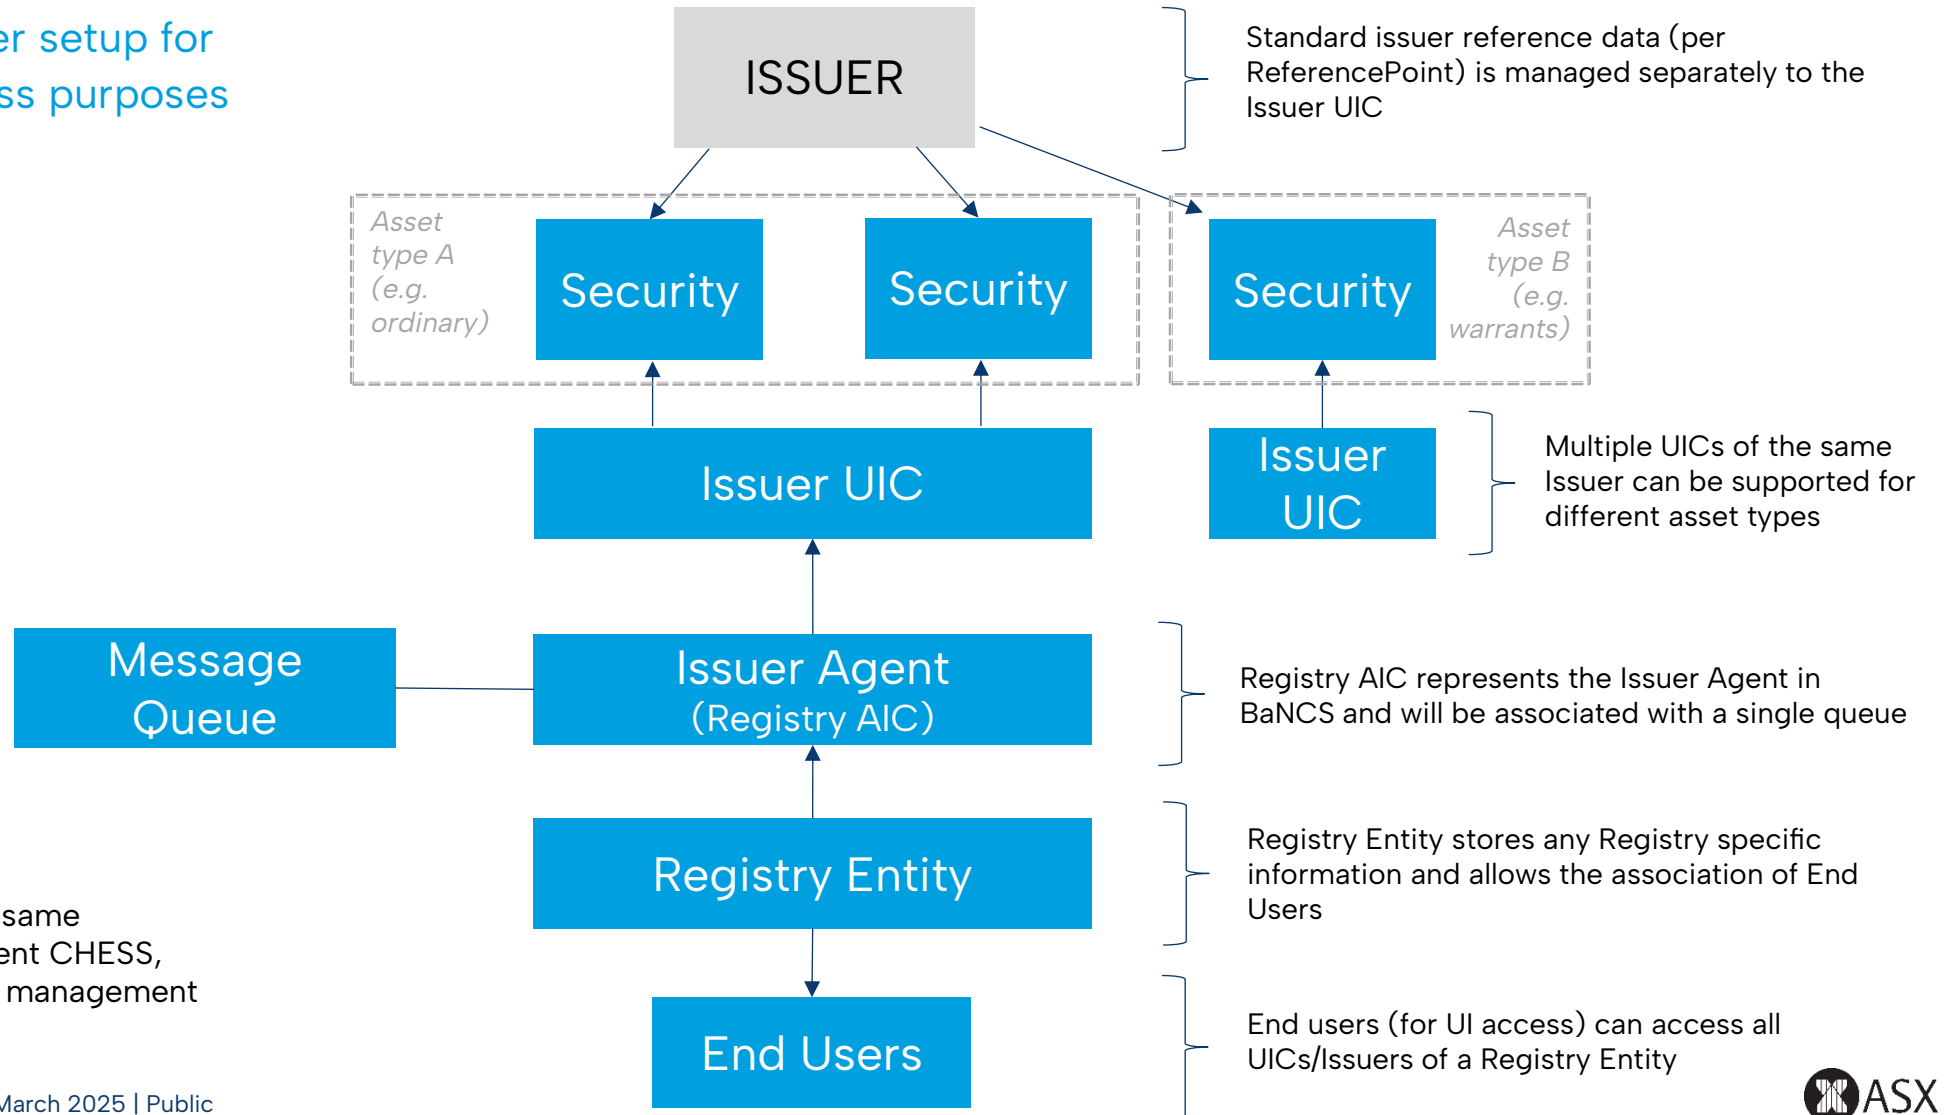 er setup for
ss purposes
ISSUER
Standard issuer reference data (per
ReferencePoint) is managed separately to the
Issuer UIC
Asset
type A
(e.g.
ordinary)
Security
Security
Security
Asset
type B
(e.g.
warrants)
Issuer UIC
Issuer
UIC
Multiple UICs of the same
Issuer can be supported for
different asset types
Message
Queue
Issuer Agent
(Registry AIC)
Registry AIC represents the Issuer Agent in
BaNCS and will be associated with a single queue
Registry Entity
Registry Entity stores any Registry specific
information and allows the association of End
Users
same
ent CHESS,
management
End Users
End users (for UI access) can access all
UICs/Issuers of a Registry Entity
March 2025 | Public
ASX